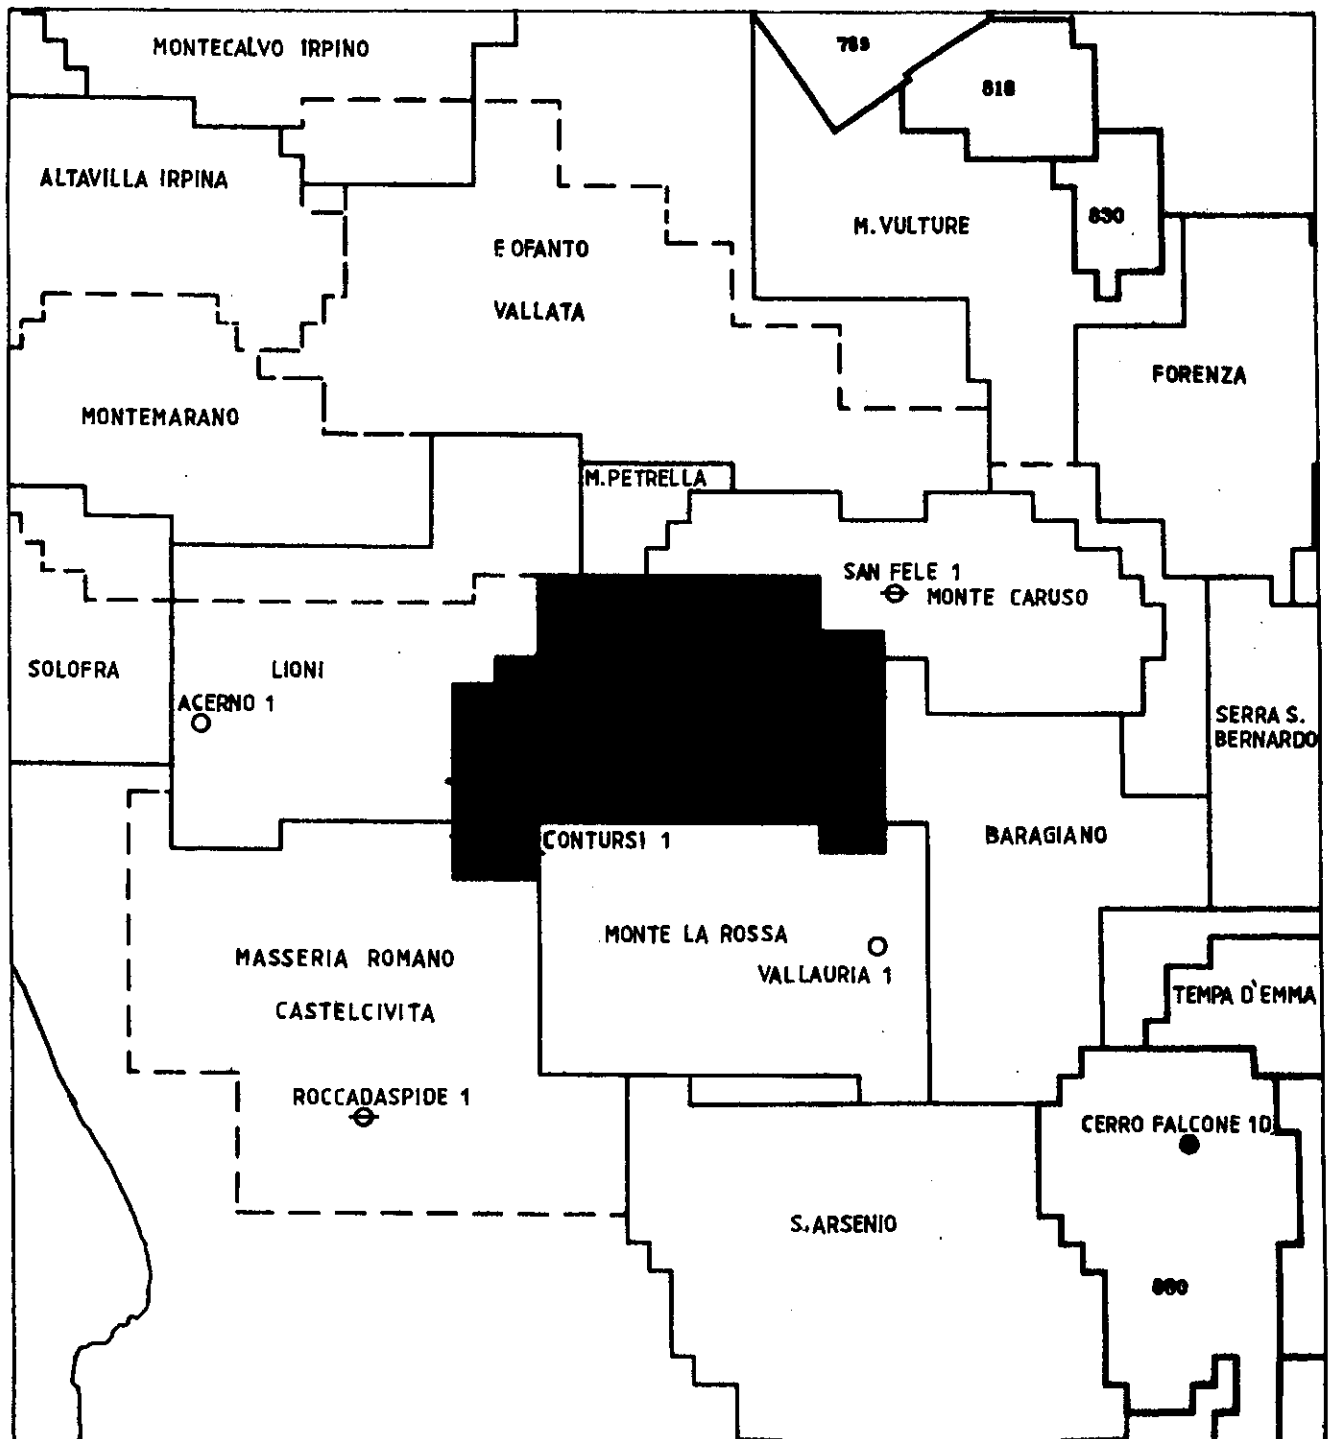 MONTECALVO IRPINO
789
818
ALTAVILLA IRPINA
830
M. VULTURE
F. OFANTO
VALLATA
FORENZA
MONTEMARANO
M. PETRELLA
SAN FELE 1
MONTE CARUSO
SOLOFRA
LIONI
ACERNO 1
SERRA S.
BERNARDO
CONTURSI 1
BARAGIANO
MONTE LA ROSSA
MASSERIA ROMANO
VALLAURIA 1
TEMPA D'EMMA
CASTELCIVITA
ROCCADASPIDE 1
CERRO FALCONE 1D
S. ARSENIO